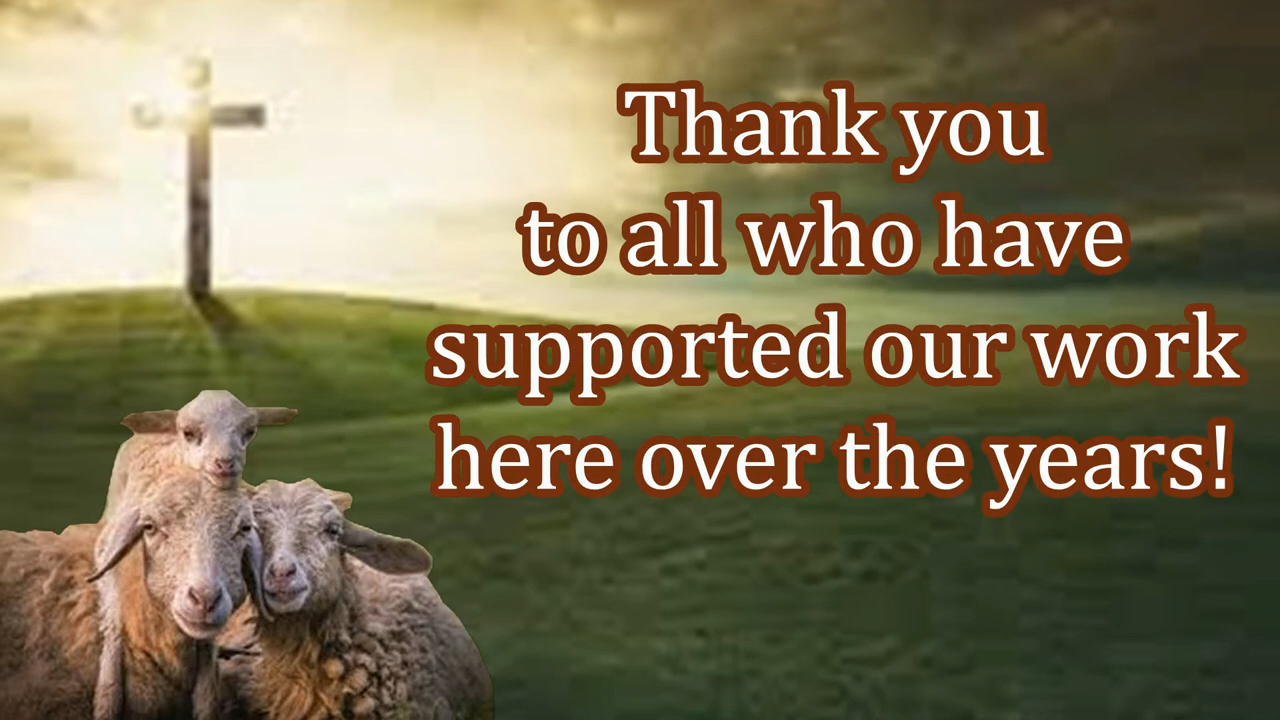 Thank you
to all who have
supported our work
here over the years!